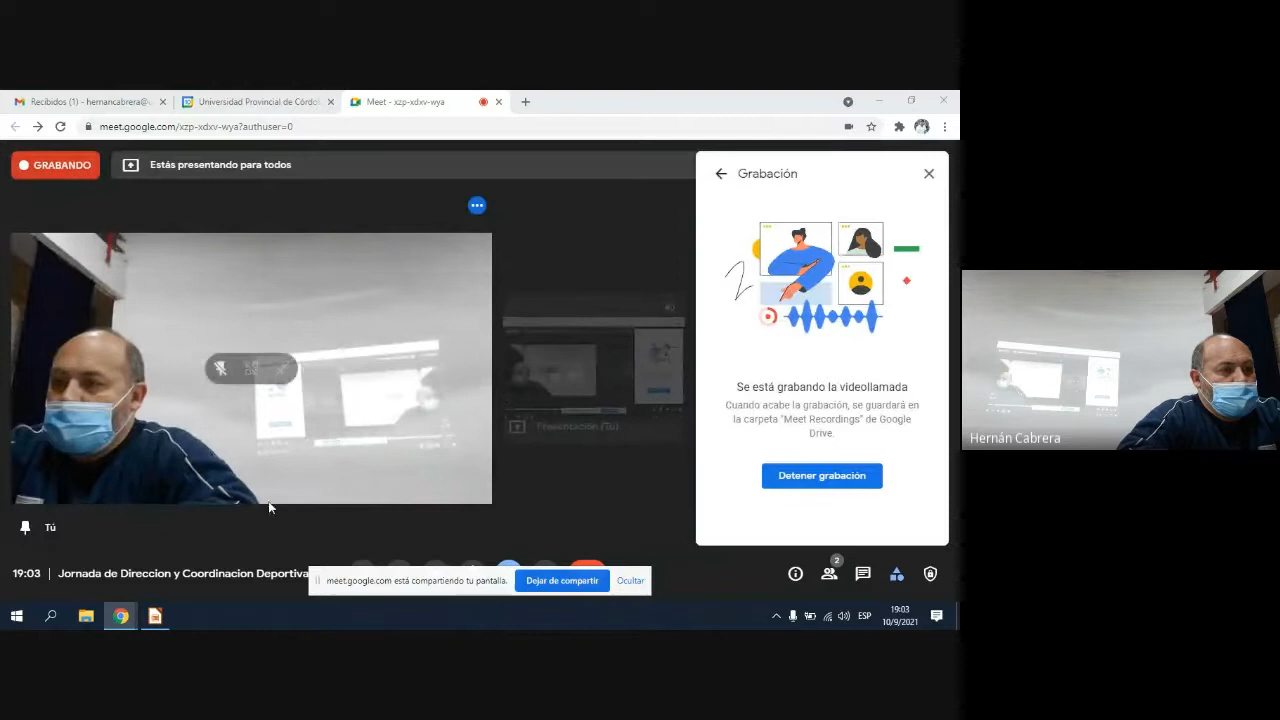 Recibidos (1) - hernancabrera@
Universidad Provincial de Córdo
Meet - xzp-xdxv-wya
meet.google.com/xzp-xdxv-wya?authuser=0
GRABANDO
Estás presentando para todos
Grabación
Se está grabando la videollamada
Cuando acabe la grabación, se guardará en
la carpeta "Meet Recordings" de Google
Drive.
Detener grabación
Presentación (Tú)
Hernán Cabrera
Tú
19:03 | Jornada de Direccion y Coordinacion Deportiva
meet.google.com está compartiendo tu pantalla.
Dejar de compartir
Ocultar
2
ESP
19:03
10/9/2021